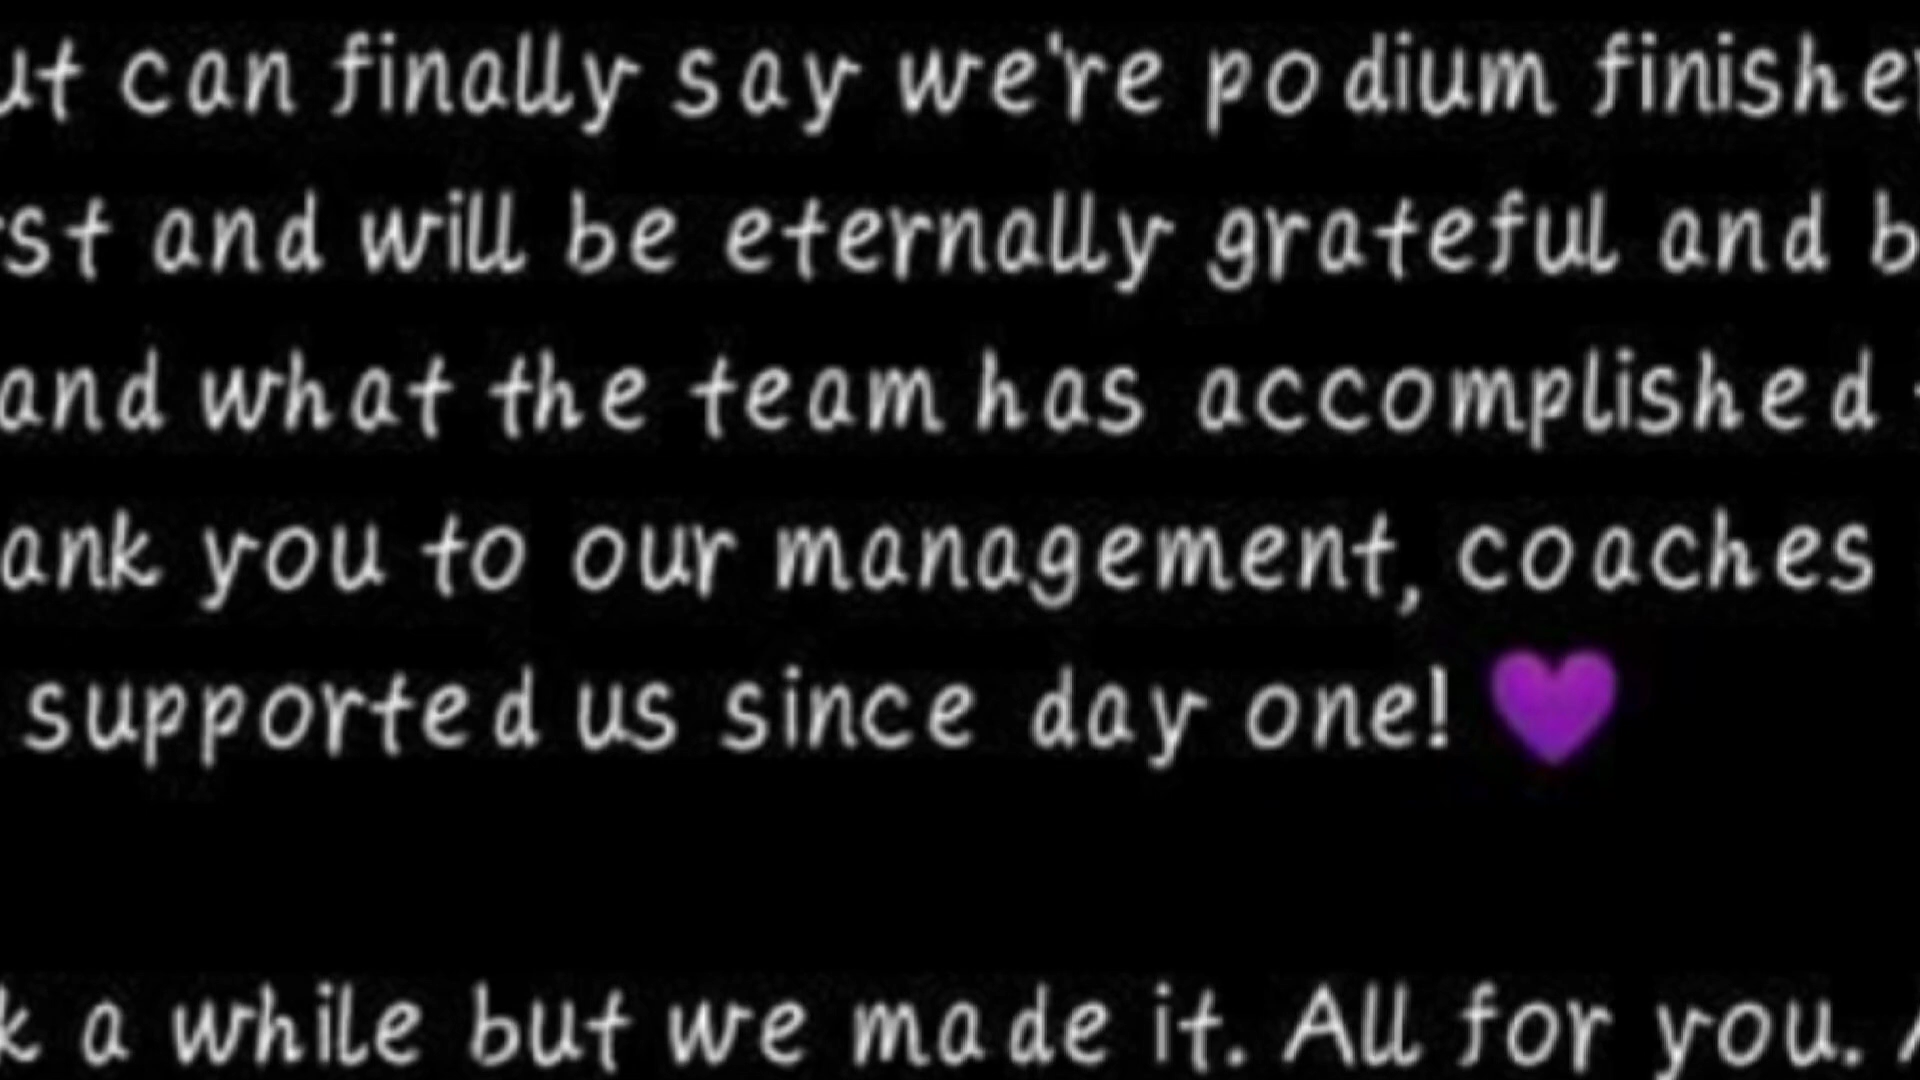 ut can finally say we're podium finishe
st and will be eternally grateful and b
and what the team has accomplished
ank you to our management, coaches
supported us since day one! 💜
k a while but we made it. All for you. A